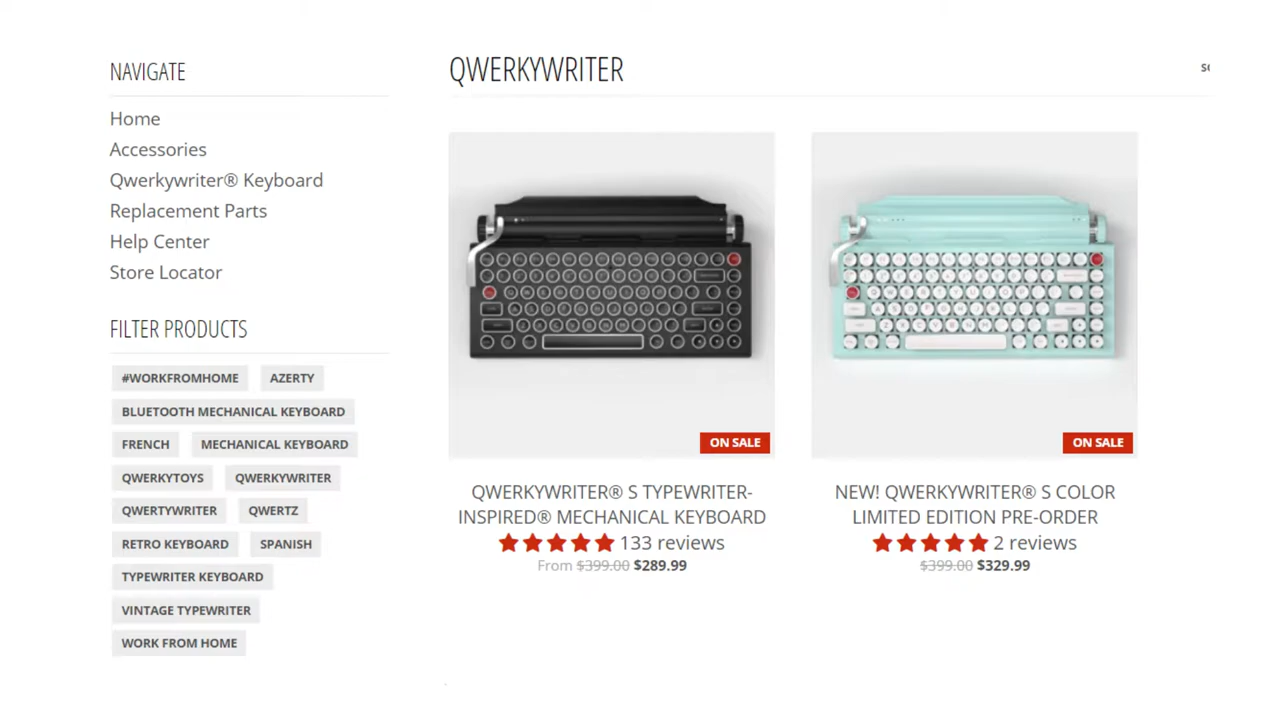 NAVIGATE
Home
Accessories
Qwerkywriter® Keyboard
Replacement Parts
Help Center
Store Locator
FILTER PRODUCTS
#WORKFROMHOME AZERTY
BLUETOOTH MECHANICAL KEYBOARD
FRENCH MECHANICAL KEYBOARD
QWERKYTOYS QWERKYWRITER
QWERTYWRITER QWERTZ
RETRO KEYBOARD SPANISH
TYPEWRITER KEYBOARD
VINTAGE TYPEWRITER
WORK FROM HOME
QWERKYWRITER
ON SALE
QWERKYWRITER® S TYPEWRITER-
INSPIRED® MECHANICAL KEYBOARD
133 reviews
From $399.00 $289.99
ON SALE
NEW! QWERKYWRITER® S COLOR
LIMITED EDITION PRE-ORDER
2 reviews
$399.00 $329.99